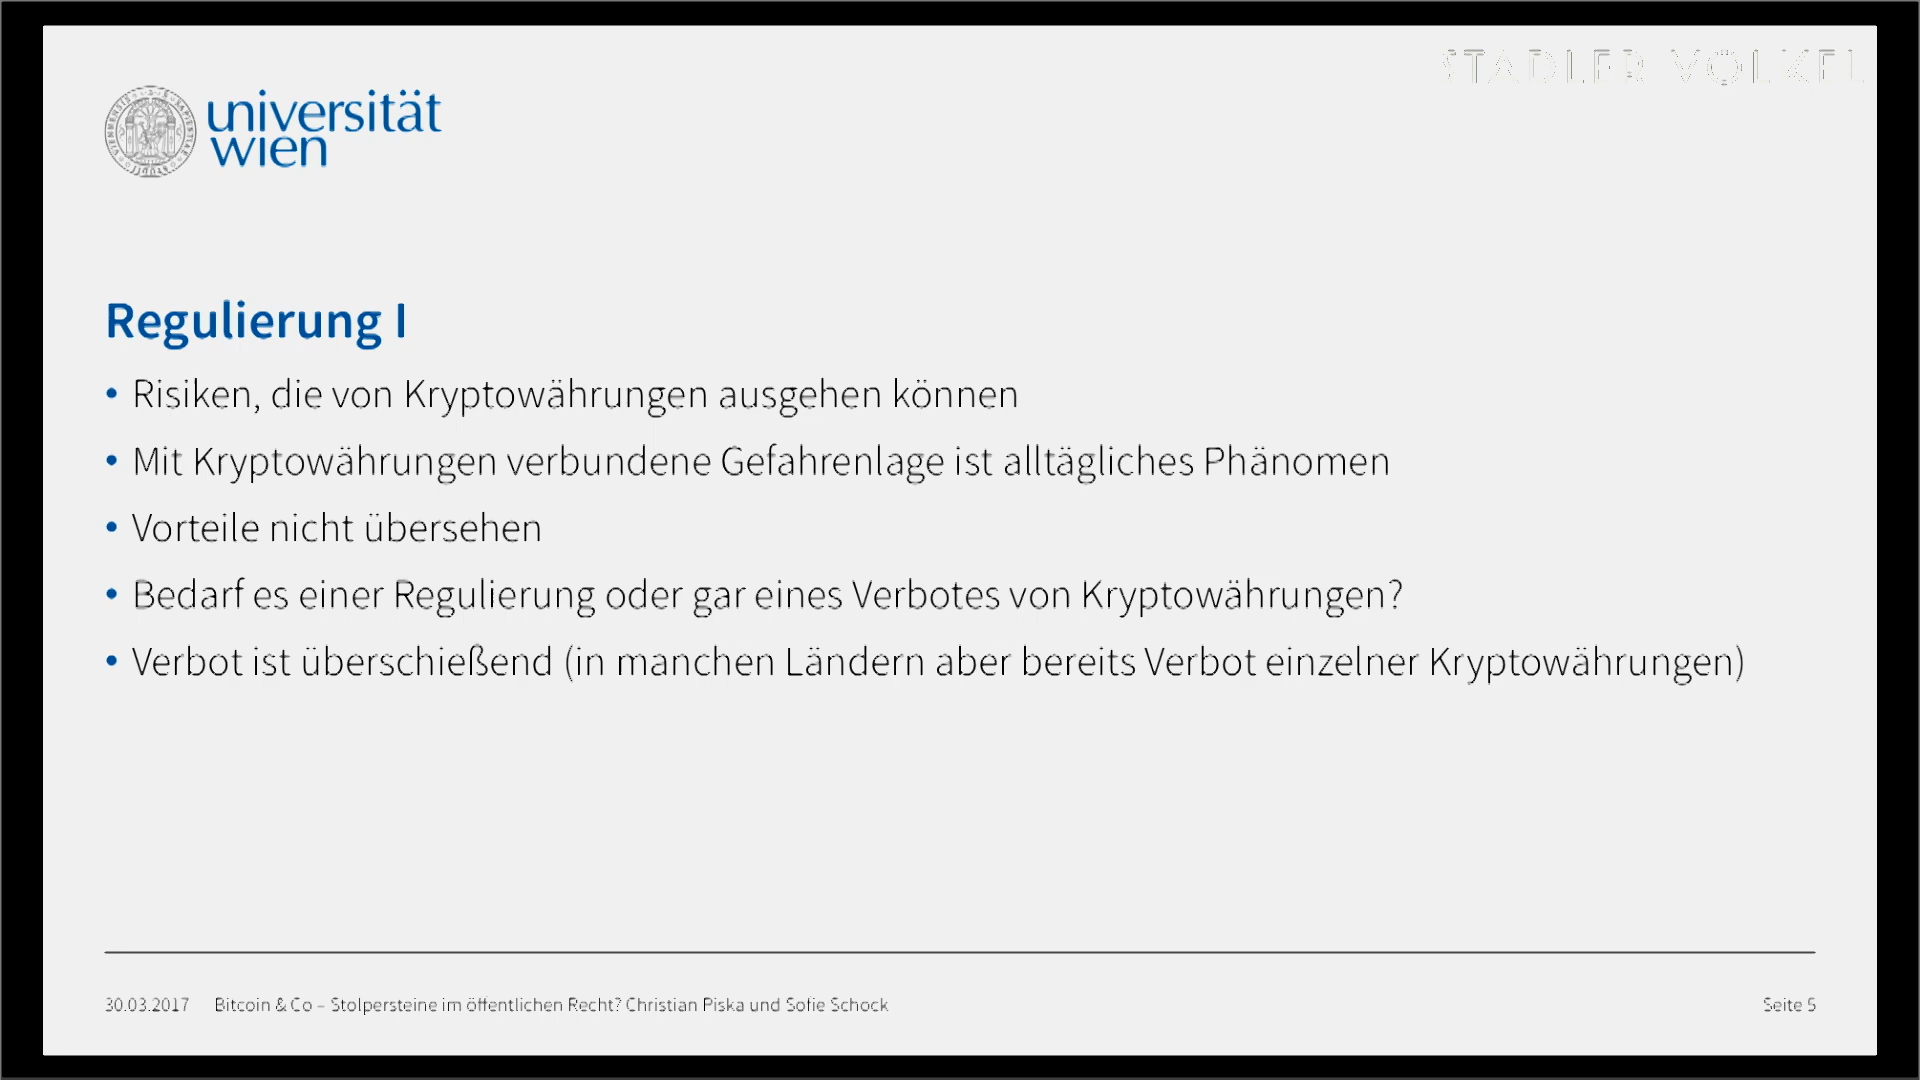 STADLER VÖLKEL
universität
wien
Regulierung I
• Risiken, die von Kryptowährungen ausgehen können
• Mit Kryptowährungen verbundene Gefahrenlage ist alltägliches Phänomen
• Vorteile nicht übersehen
• Bedarf es einer Regulierung oder gar eines Verbotes von Kryptowährungen?
• Verbot ist überschießend (in manchen Ländern aber bereits Verbot einzelner Kryptowährungen)
30.03.2017 Bitcoin & Co – Stolpersteine im öffentlichen Recht? Christian Piska und Sofie Schock Seite 5